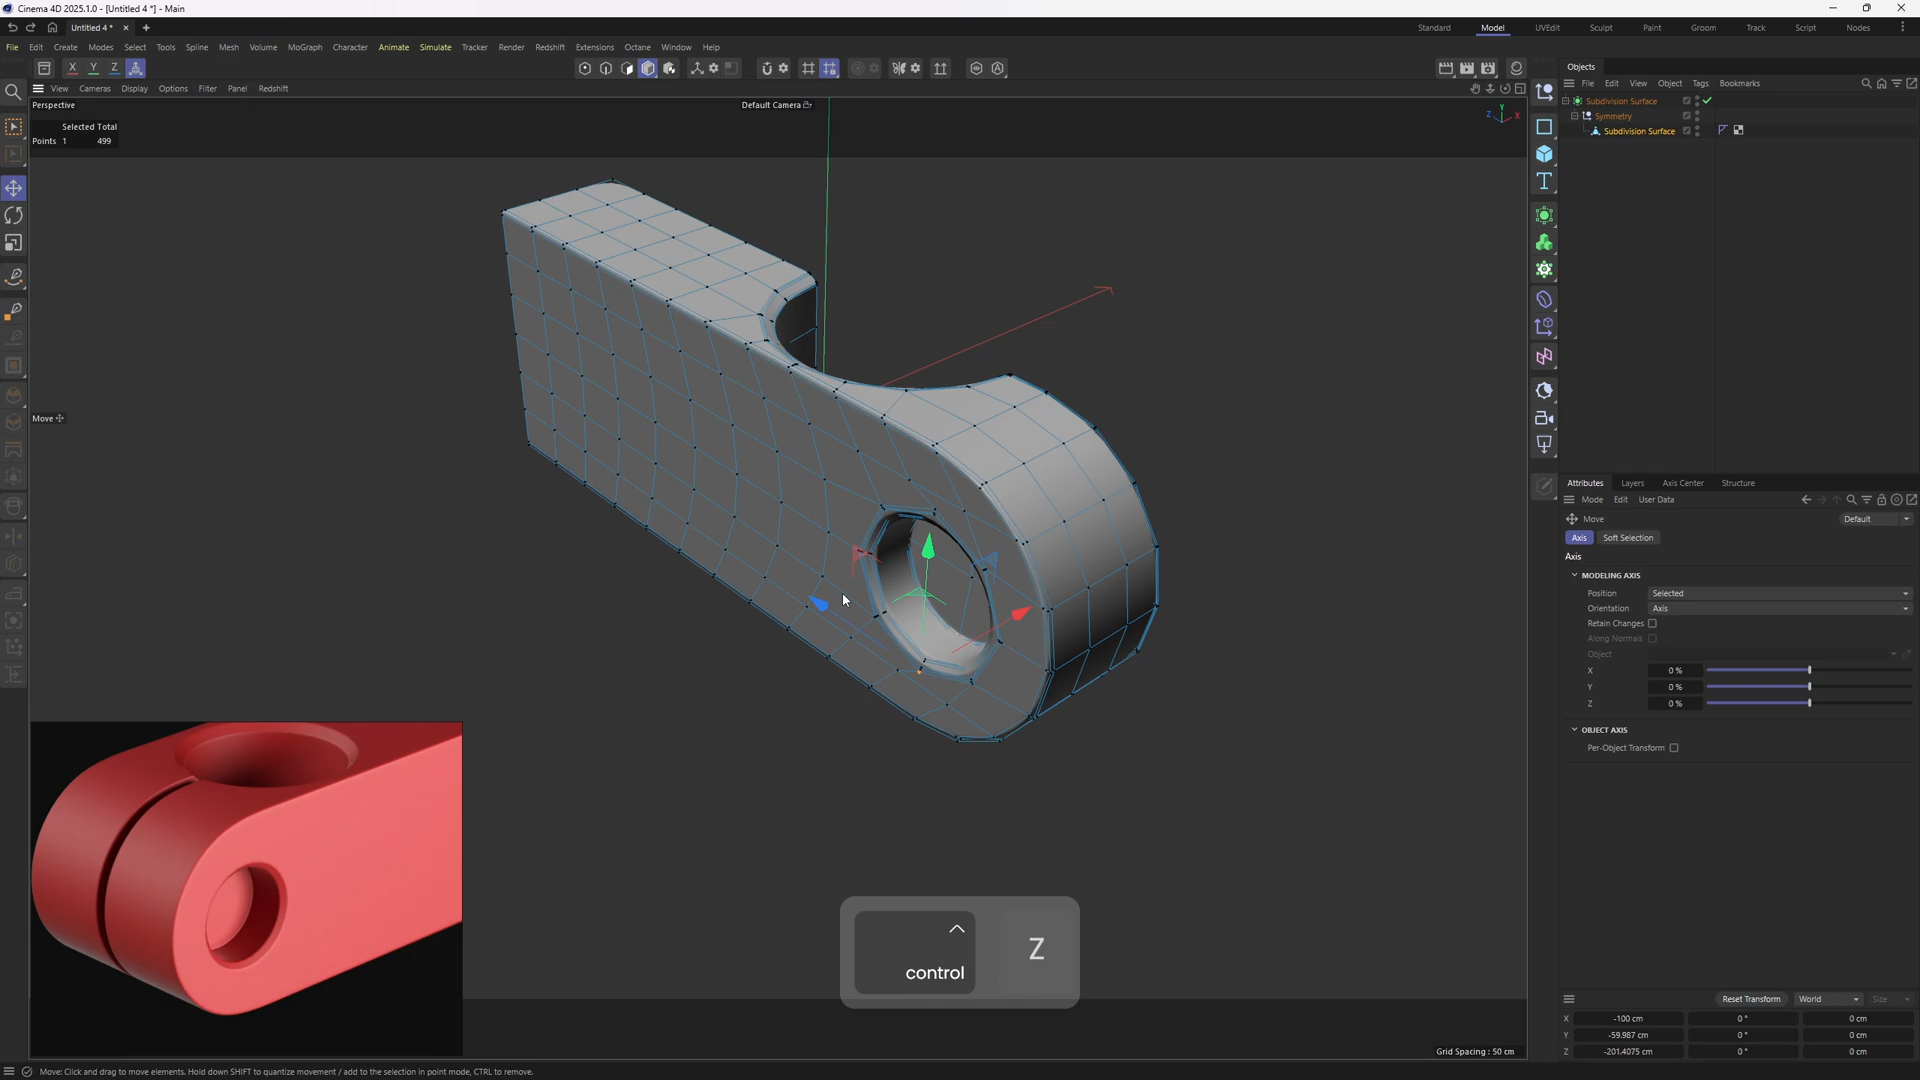 Cinema 4D 2025.1.0 - [Untitled 4 *] - Main
Untitled 4 * × +
Standard Model UVEdit Sculpt Paint Groom Track Script Nodes
File Edit Create Modes Select Tools Spline Mesh Volume MoGraph Character Animate Simulate Tracker Render Redshift Extensions Octane Window Help
X Y Z
View Cameras Display Options Filter Panel Redshift
Perspective
Default Camera
Selected Total
Points 1 499
Y
Z X
Move
^
control
Z
Grid Spacing : 50 cm
Move: Click and drag to move elements. Hold down SHIFT to quantize movement / add to the selection in point mode, CTRL to remove.
Objects
File Edit View Object Tags Bookmarks
Subdivision Surface
Symmetry
Subdivision Surface
Attributes Layers Axis Center Structure
Mode Edit User Data
Move
Default
Axis Soft Selection
Axis
MODELING AXIS
Position Selected
Orientation Axis
Retain Changes
Along Normals
Object
X 0 %
Y 0 %
Z 0 %
OBJECT AXIS
Per-Object Transform
Reset Transform World Size
X -100 cm 0 ° 0 cm
Y -59.987 cm 0 ° 0 cm
Z -201.4075 cm 0 ° 0 cm